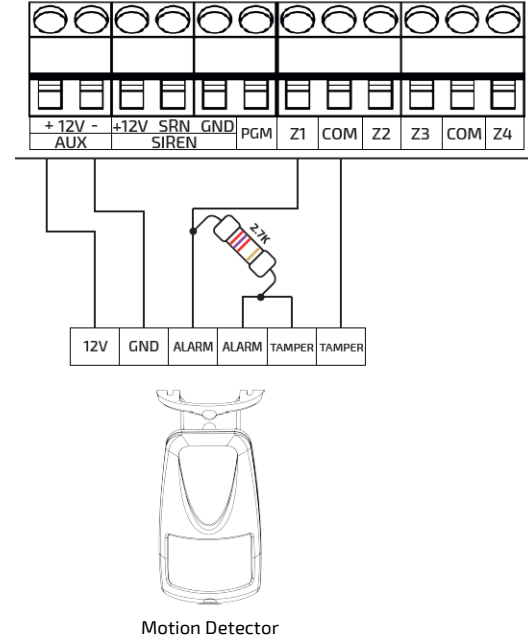 + 12V - +12V SRN GND PGM Z1 COM Z2 Z3 COM Z4
AUX SIREN
2.7K
12V GND ALARM ALARM TAMPER TAMPER
Motion Detector